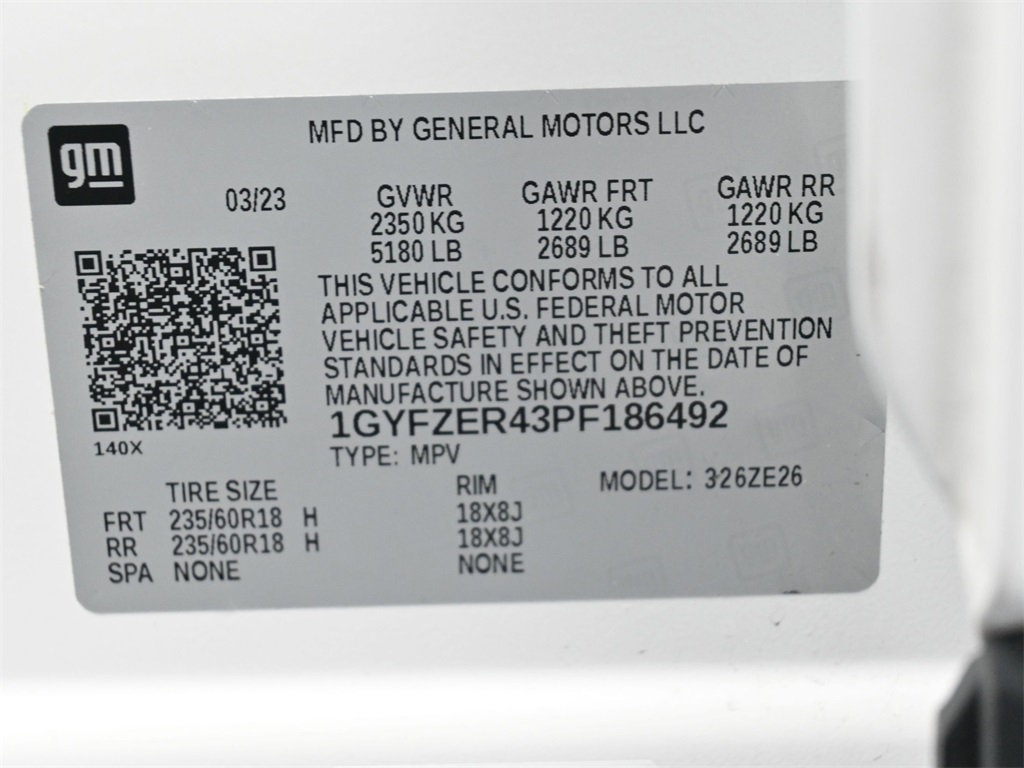 gm
MFD BY GENERAL MOTORS LLC
03/23
GVWR GAWR FRT GAWR RR
2350 KG 1220 KG 1220 KG
5180 LB 2689 LB 2689 LB
THIS VEHICLE CONFORMS TO ALL
APPLICABLE U.S. FEDERAL MOTOR
VEHICLE SAFETY AND THEFT PREVENTION
STANDARDS IN EFFECT ON THE DATE OF
MANUFACTURE SHOWN ABOVE.
1GYFZER43PF186492
140X
TYPE: MPV
TIRE SIZE RIM MODEL: 326ZE26
FRT 235/60R18 H 18X8J
RR 235/60R18 H 18X8J
SPA NONE NONE